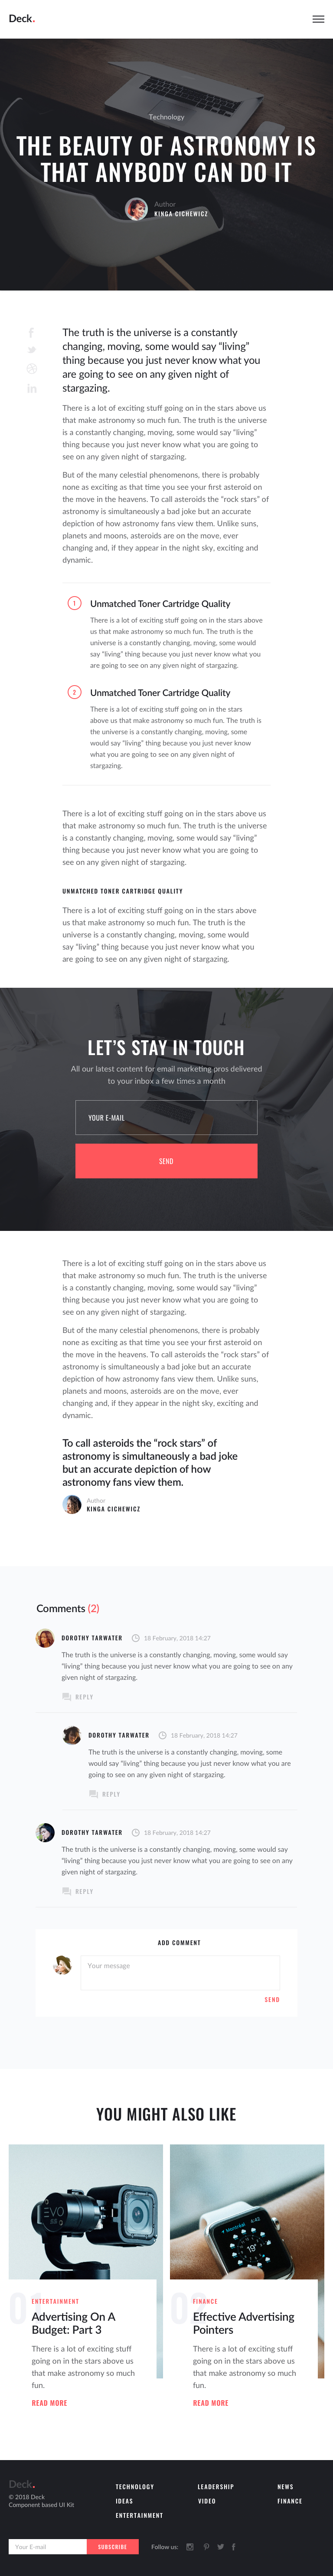 Deck.
Technology
THE BEAUTY OF ASTRONOMY IS
THAT ANYBODY CAN DO IT
Author
KINGA CICHEWICZ
The truth is the universe is a constantly
changing, moving, some would say “living”
thing because you just never know what you
are going to see on any given night of
stargazing.
There is a lot of exciting stuff going on in the stars above us
that make astronomy so much fun. The truth is the universe
is a constantly changing, moving, some would say “living”
thing because you just never know what you are going to
see on any given night of stargazing.
But of the many celestial phenomenons, there is probably
none as exciting as that time you see your first asteroid on
the move in the heavens. To call asteroids the “rock stars” of
astronomy is simultaneously a bad joke but an accurate
depiction of how astronomy fans view them. Unlike suns,
planets and moons, asteroids are on the move, ever
changing and, if they appear in the night sky, exciting and
dynamic.
1
Unmatched Toner Cartridge Quality
There is a lot of exciting stuff going on in the stars above
us that make astronomy so much fun. The truth is the
universe is a constantly changing, moving, some would
say “living” thing because you just never know what you
are going to see on any given night of stargazing.
2
Unmatched Toner Cartridge Quality
There is a lot of exciting stuff going on in the stars
above us that make astronomy so much fun. The truth is
the universe is a constantly changing, moving, some
would say “living” thing because you just never know
what you are going to see on any given night of
stargazing.
There is a lot of exciting stuff going on in the stars above us
that make astronomy so much fun. The truth is the universe
is a constantly changing, moving, some would say “living”
thing because you just never know what you are going to
see on any given night of stargazing.
UNMATCHED TONER CARTRIDGE QUALITY
There is a lot of exciting stuff going on in the stars above
us that make astronomy so much fun. The truth is the
universe is a constantly changing, moving, some would
say “living” thing because you just never know what you
are going to see on any given night of stargazing.
LET’S STAY IN TOUCH
All our latest content for email marketing pros delivered
to your inbox a few times a month
YOUR E-MAIL
SEND
There is a lot of exciting stuff going on in the stars above us
that make astronomy so much fun. The truth is the universe
is a constantly changing, moving, some would say “living”
thing because you just never know what you are going to
see on any given night of stargazing.
But of the many celestial phenomenons, there is probably
none as exciting as that time you see your first asteroid on
the move in the heavens. To call asteroids the “rock stars” of
astronomy is simultaneously a bad joke but an accurate
depiction of how astronomy fans view them. Unlike suns,
planets and moons, asteroids are on the move, ever
changing and, if they appear in the night sky, exciting and
dynamic.
To call asteroids the “rock stars” of
astronomy is simultaneously a bad joke
but an accurate depiction of how
astronomy fans view them.
Author
KINGA CICHEWICZ
Comments (2)
DOROTHY TARWATER 18 February, 2018 14:27
The truth is the universe is a constantly changing, moving, some would say
“living” thing because you just never know what you are going to see on any
given night of stargazing.
REPLY
DOROTHY TARWATER 18 February, 2018 14:27
The truth is the universe is a constantly changing, moving, some
would say “living” thing because you just never know what you are
going to see on any given night of stargazing.
REPLY
DOROTHY TARWATER 18 February, 2018 14:27
The truth is the universe is a constantly changing, moving, some would say
“living” thing because you just never know what you are going to see on any
given night of stargazing.
REPLY
ADD COMMENT
Your message
SEND
YOU MIGHT ALSO LIKE
EVO
ENTERTAINMENT
Advertising On A
Budget: Part 3
There is a lot of exciting stuff
going on in the stars above us
that make astronomy so much
fun.
READ MORE
FINANCE
Effective Advertising
Pointers
There is a lot of exciting stuff
going on in the stars above us
that make astronomy so much
fun.
READ MORE
Deck.
© 2018 Deck
Component based UI Kit
TECHNOLOGY
IDEAS
ENTERTAINMENT
LEADERSHIP
VIDEO
NEWS
FINANCE
Your E-mail
SUBSCRIBE
Follow us: